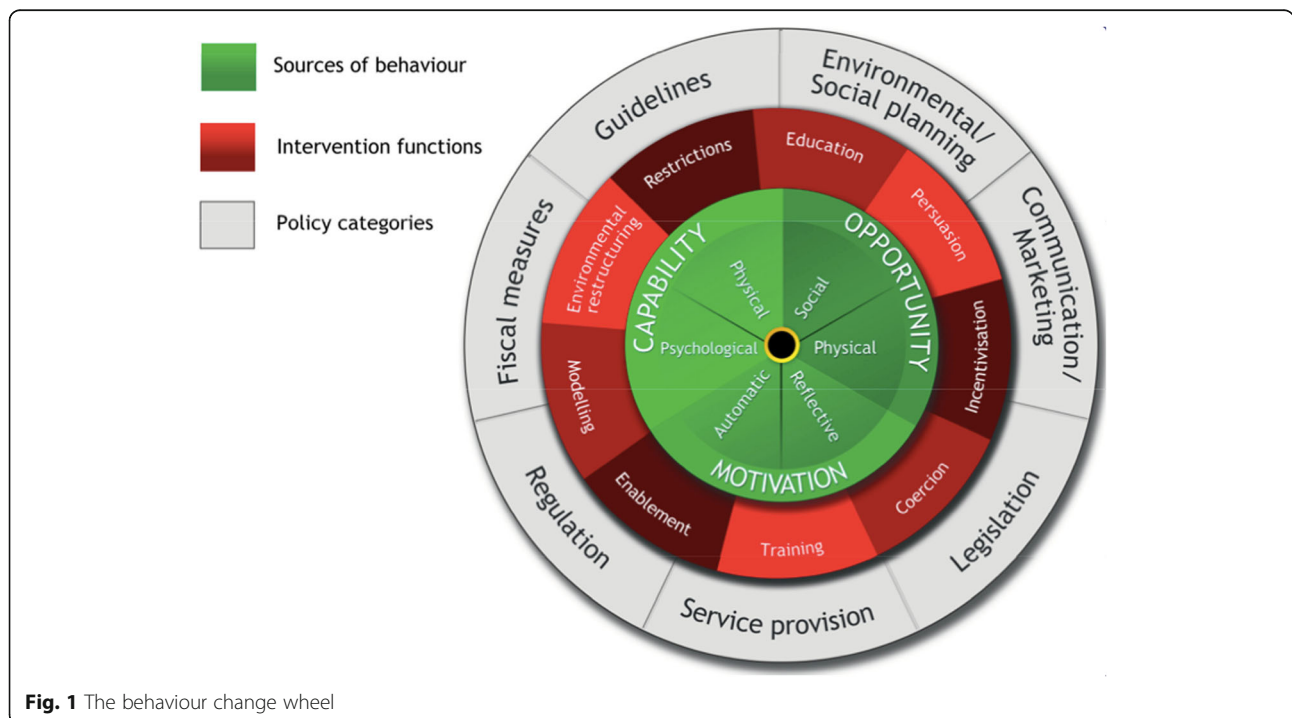 Sources of behaviour
Intervention functions
Policy categories
Guidelines
Environmental/
Social planning
Communication/
Marketing
Legislation
Service provision
Regulation
Fiscal measures
Restrictions
Education
Persuasion
Incentivisation
Coercion
Training
Enablement
Modelling
Environmental
restructuring
CAPABILITY
OPPORTUNITY
MOTIVATION
Physical
Social
Psychological
Physical
Automatic
Reflective
Fig. 1 The behaviour change wheel